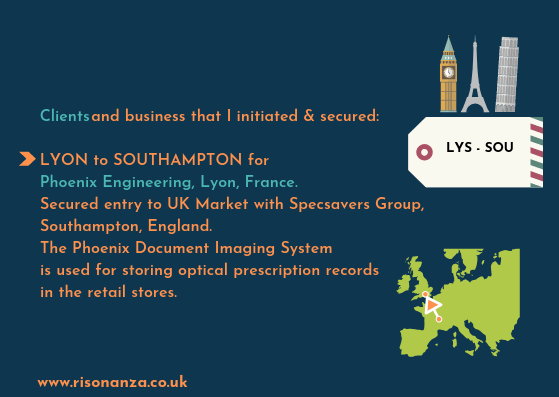 Clients and business that I initiated & secured:
LYS - SOU
LYON to SOUTHAMPTON for
Phoenix Engineering, Lyon, France.
Secured entry to UK Market with Specsavers Group,
Southampton, England.
The Phoenix Document Imaging System
is used for storing optical prescription records
in the retail stores.
www.risonanza.co.uk